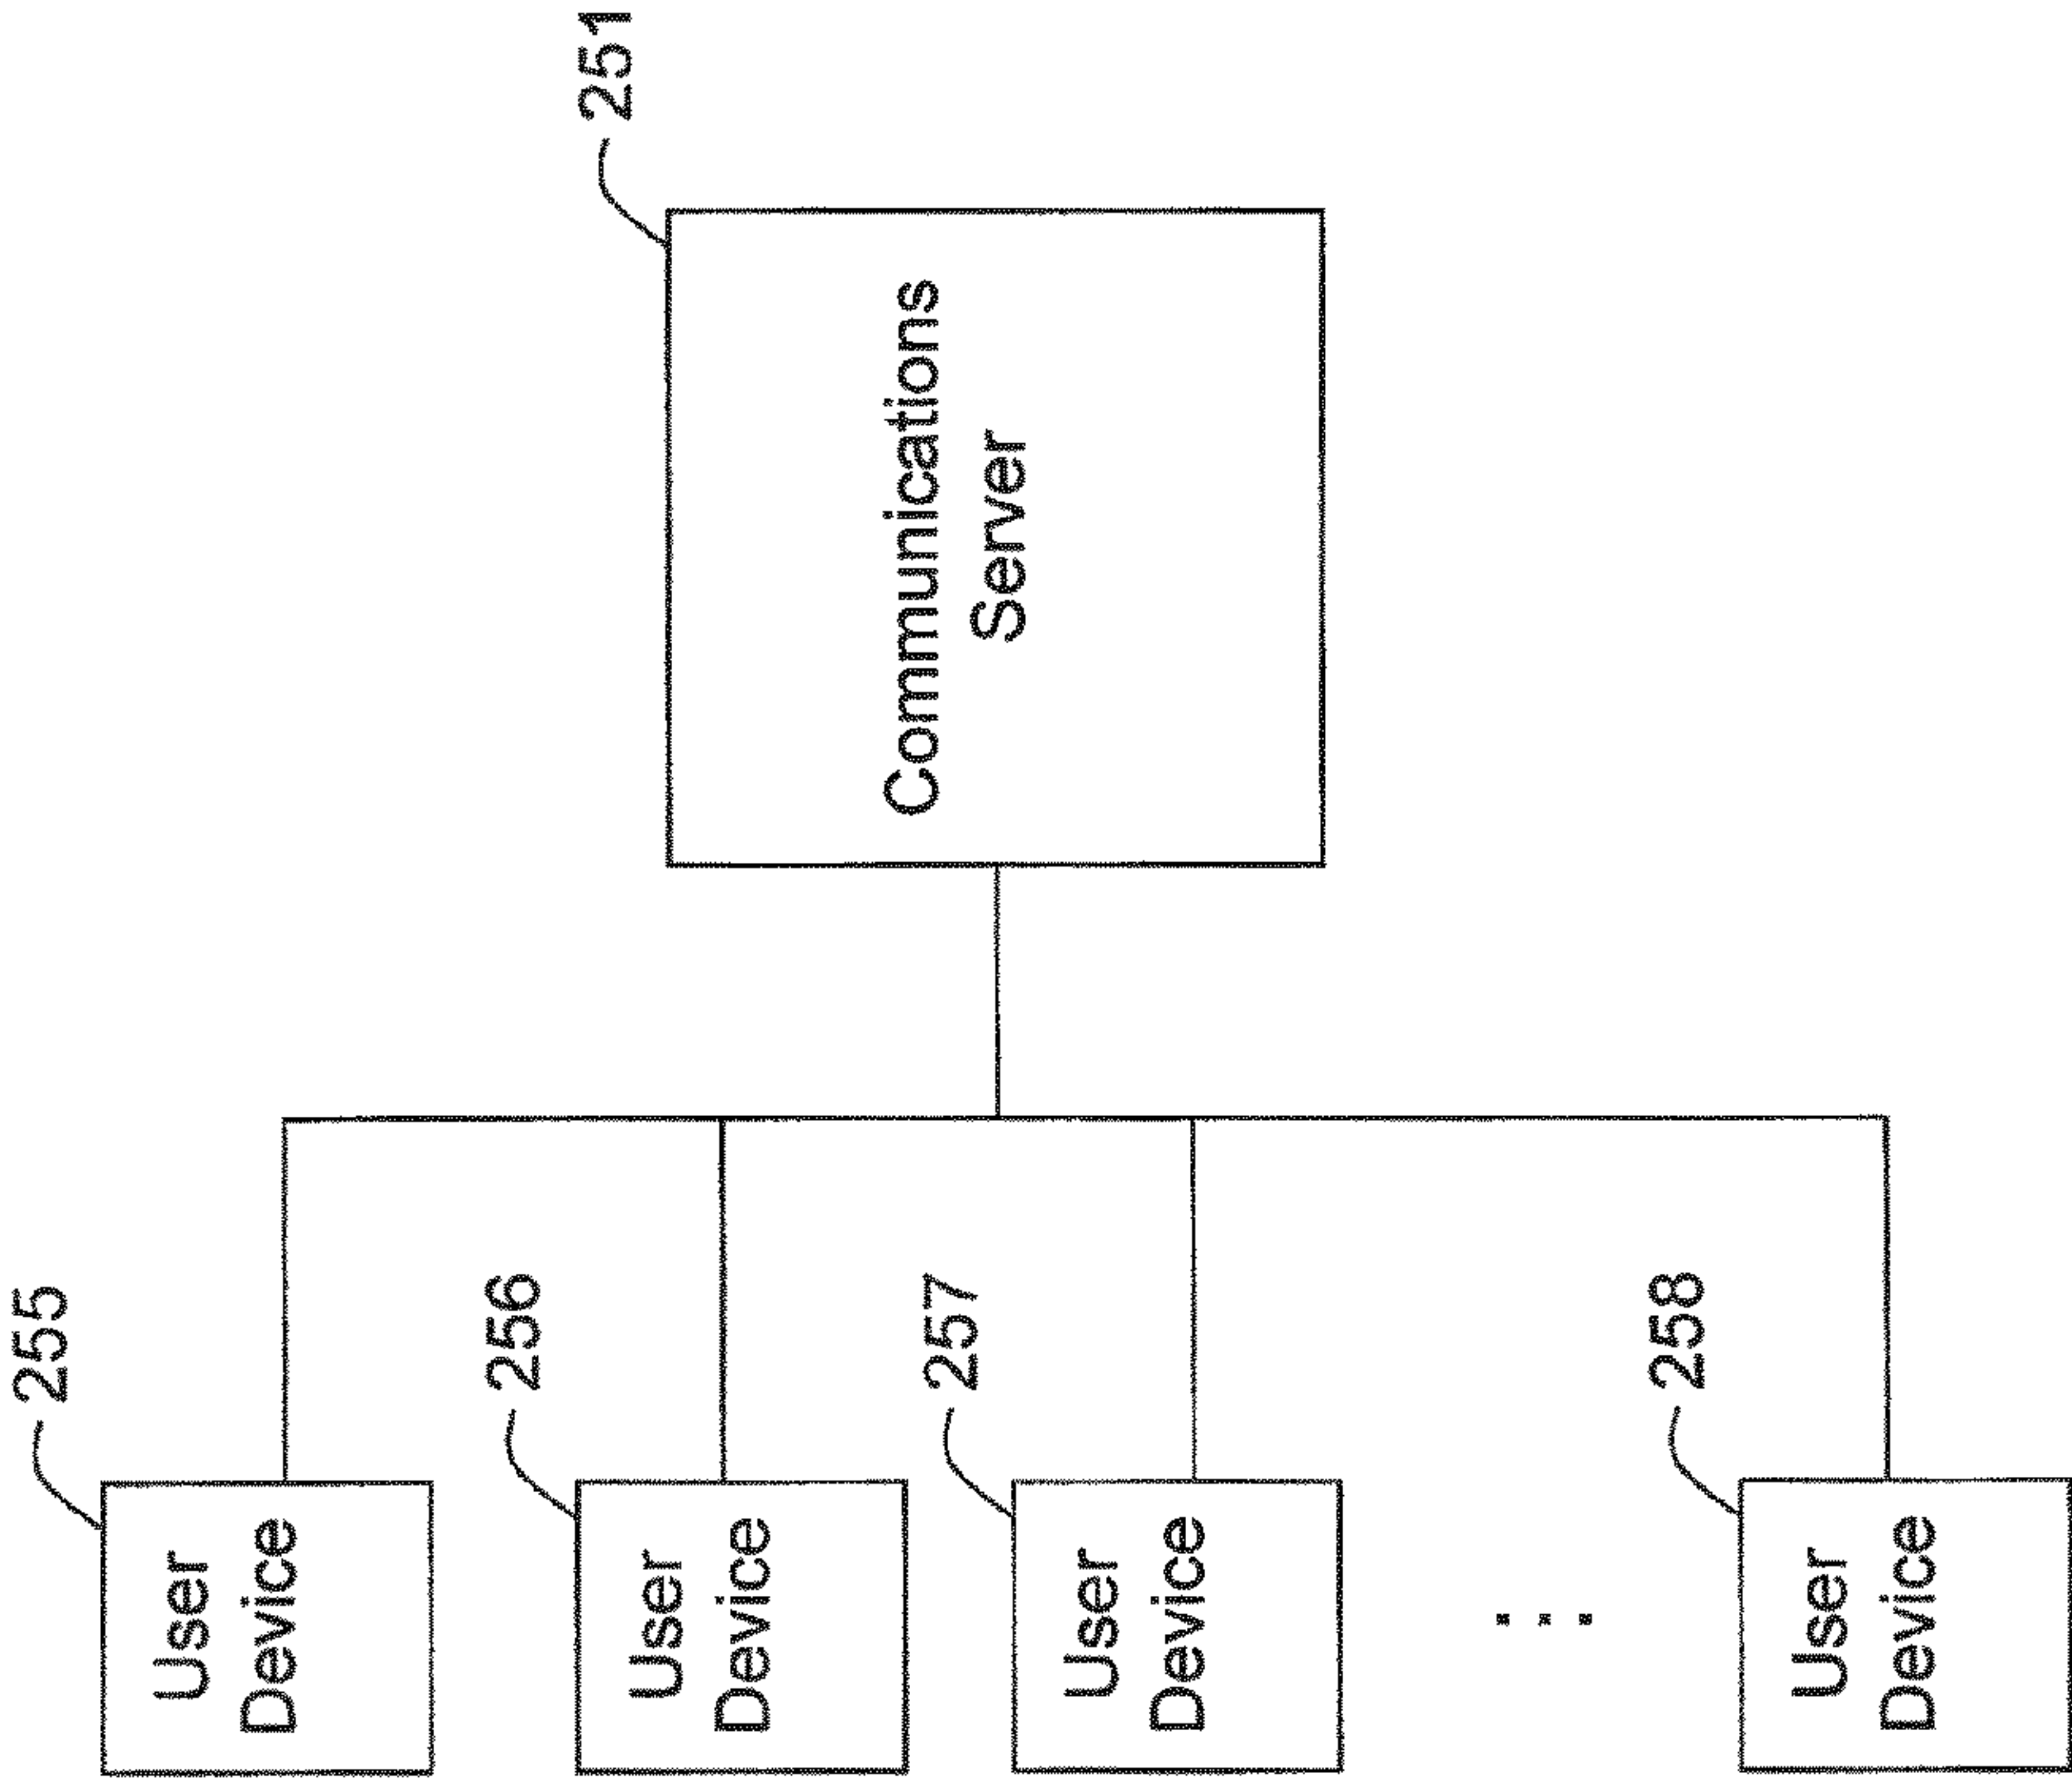 255
User
Device
256
User
Device
257
User
Device
...
258
User
Device
251
Communications
Server